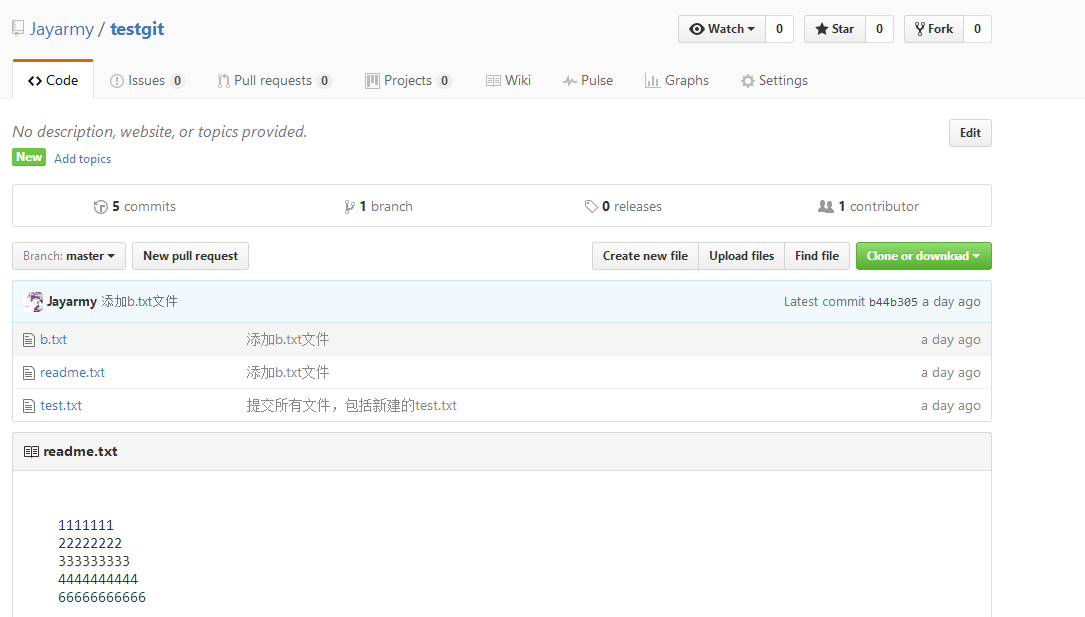 Jayarmy / testgit
Watch 0 Star 0 Fork 0
Code Issues 0 Pull requests 0 Projects 0 Wiki Pulse Graphs Settings
No description, website, or topics provided. Edit
New Add topics
5 commits 1 branch 0 releases 1 contributor
Branch: master New pull request Create new file Upload files Find file Clone or download
Jayarmy 添加b.txt文件 Latest commit b44b305 a day ago
b.txt 添加b.txt文件 a day ago
readme.txt 添加b.txt文件 a day ago
test.txt 提交所有文件，包括新建的test.txt a day ago
readme.txt
1111111
22222222
333333333
4444444444
66666666666